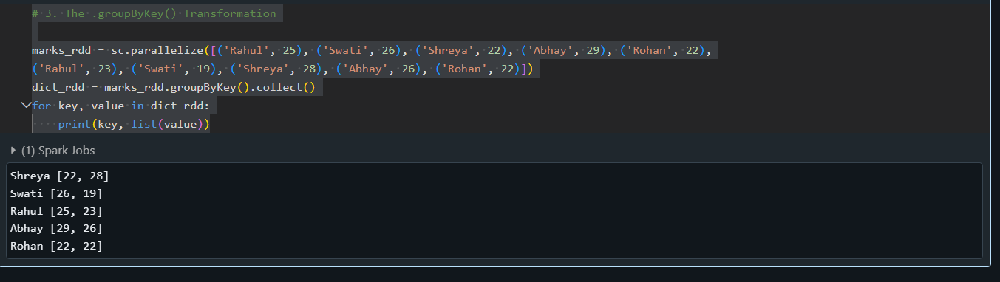 # 3. The .groupByKey() Transformation
marks_rdd = sc.parallelize([('Rahul', 25), ('Swati', 26), ('Shreya', 22), ('Abhay', 29), ('Rohan', 22),
('Rahul', 23), ('Swati', 19), ('Shreya', 28), ('Abhay', 26), ('Rohan', 22)])
dict_rdd = marks_rdd.groupByKey().collect()
for key, value in dict_rdd:
    print(key, list(value))
(1) Spark Jobs
Shreya [22, 28]
Swati [26, 19]
Rahul [25, 23]
Abhay [29, 26]
Rohan [22, 22]